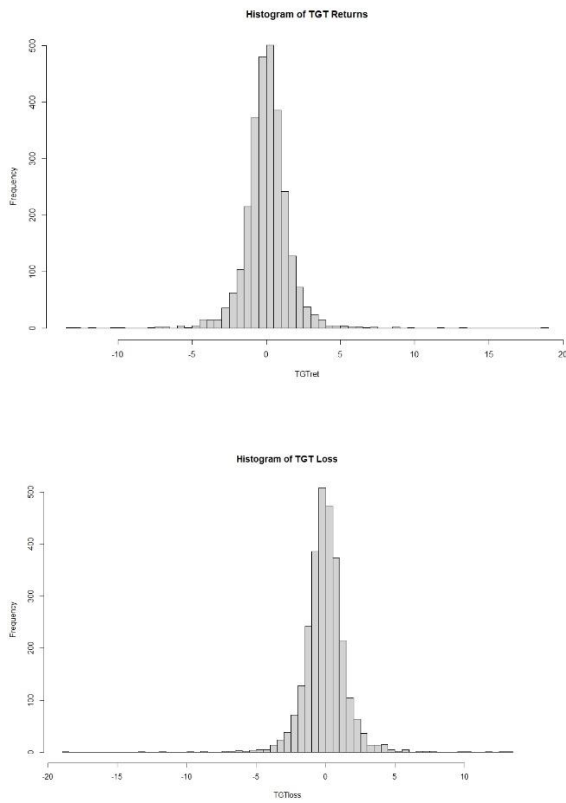 Histogram of TGT Returns
Frequency
500
400
300
200
100
0
-10 -5 0 5 10 15 20
TGTret
Histogram of TGT Loss
Frequency
500
400
300
200
100
0
-20 -15 -10 -5 0 5 10
TGTloss